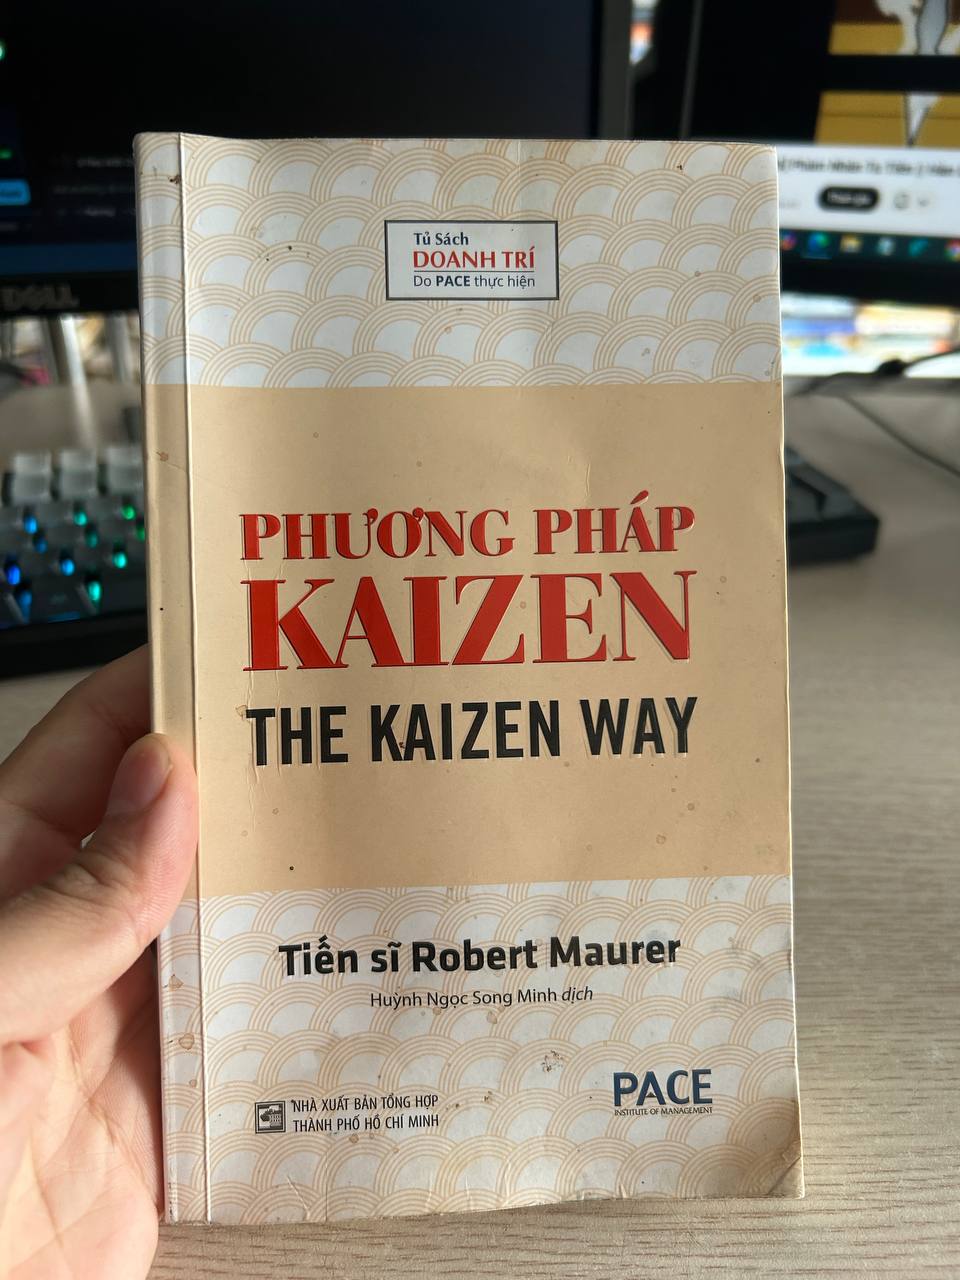 Tủ Sách
DOANH TRÍ
Do PACE thực hiện
PHƯƠNG PHÁP
KAIZEN
THE KAIZEN WAY
Tiến sĩ Robert Maurer
Huỳnh Ngọc Song Minh dịch
NHÀ XUẤT BẢN TỔNG HỢP
THÀNH PHỐ HỒ CHÍ MINH
PACE
INSTITUTE OF MANAGEMENT
DELL